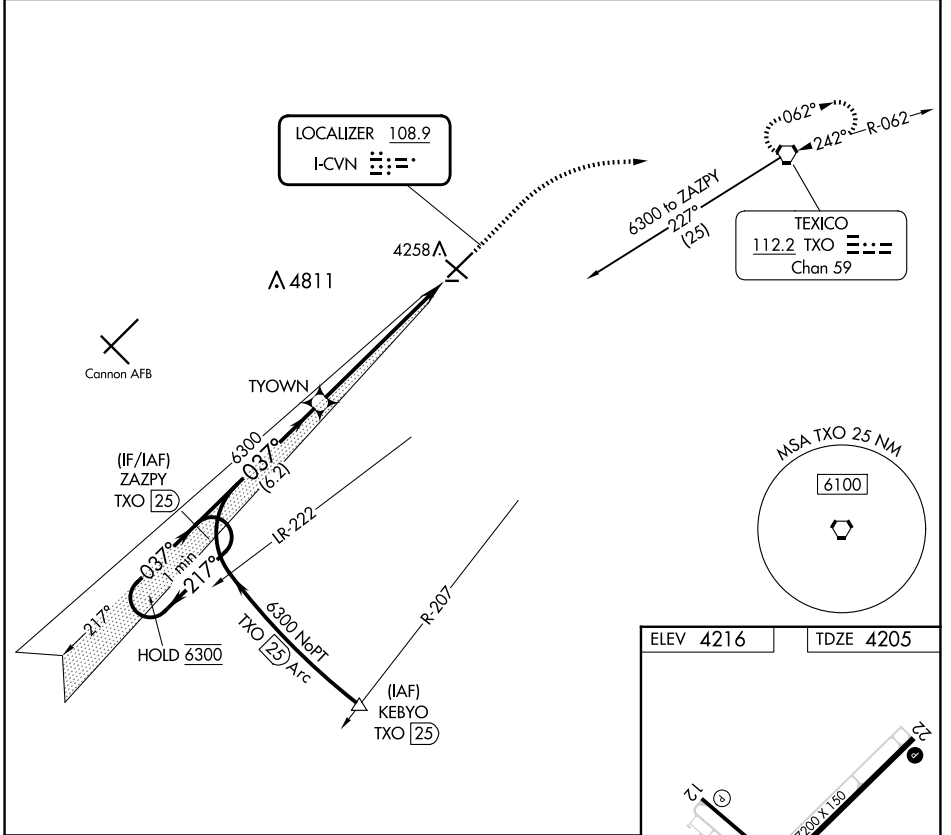 062°
242°
R-062
LOCALIZER 108.9
I-CVN
6300 to ZAZPY
227°
(25)
TEXICO
112.2 TXO
Chan 59
4258
4811
Cannon AFB
TYOWN
6300
037°
(6.2)
(IF/IAF)
ZAZPY
TXO 25
MSA TXO 25 NM
6100
LR-222
037°
1 min
217°
217°
R-207
6300 NoPT
TXO 25 Arc
HOLD 6300
(IAF)
KEBYO
TXO 25
ELEV 4216
TDZE 4205
22
P
12
P
7200 X 150